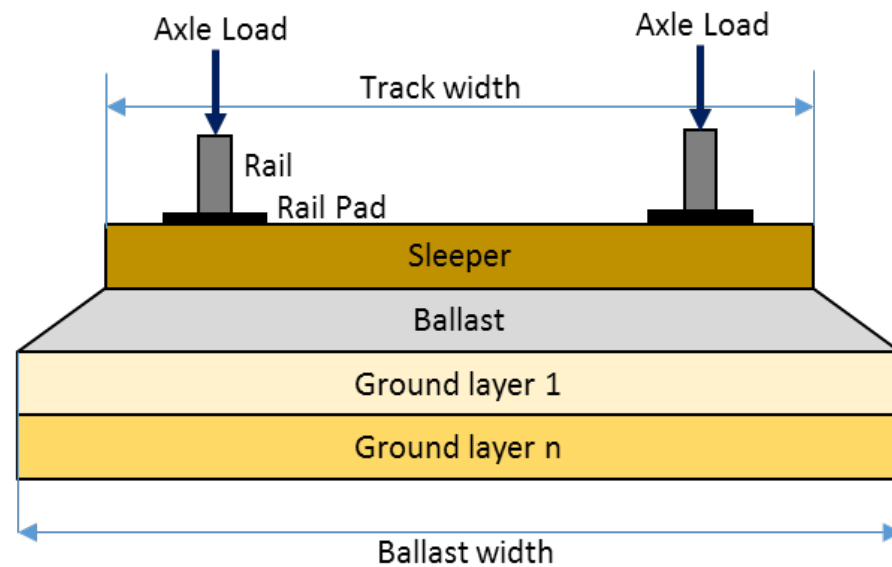 Axle Load
Axle Load
Track width
Rail
Rail Pad
Sleeper
Ballast
Ground layer 1
Ground layer n
Ballast width